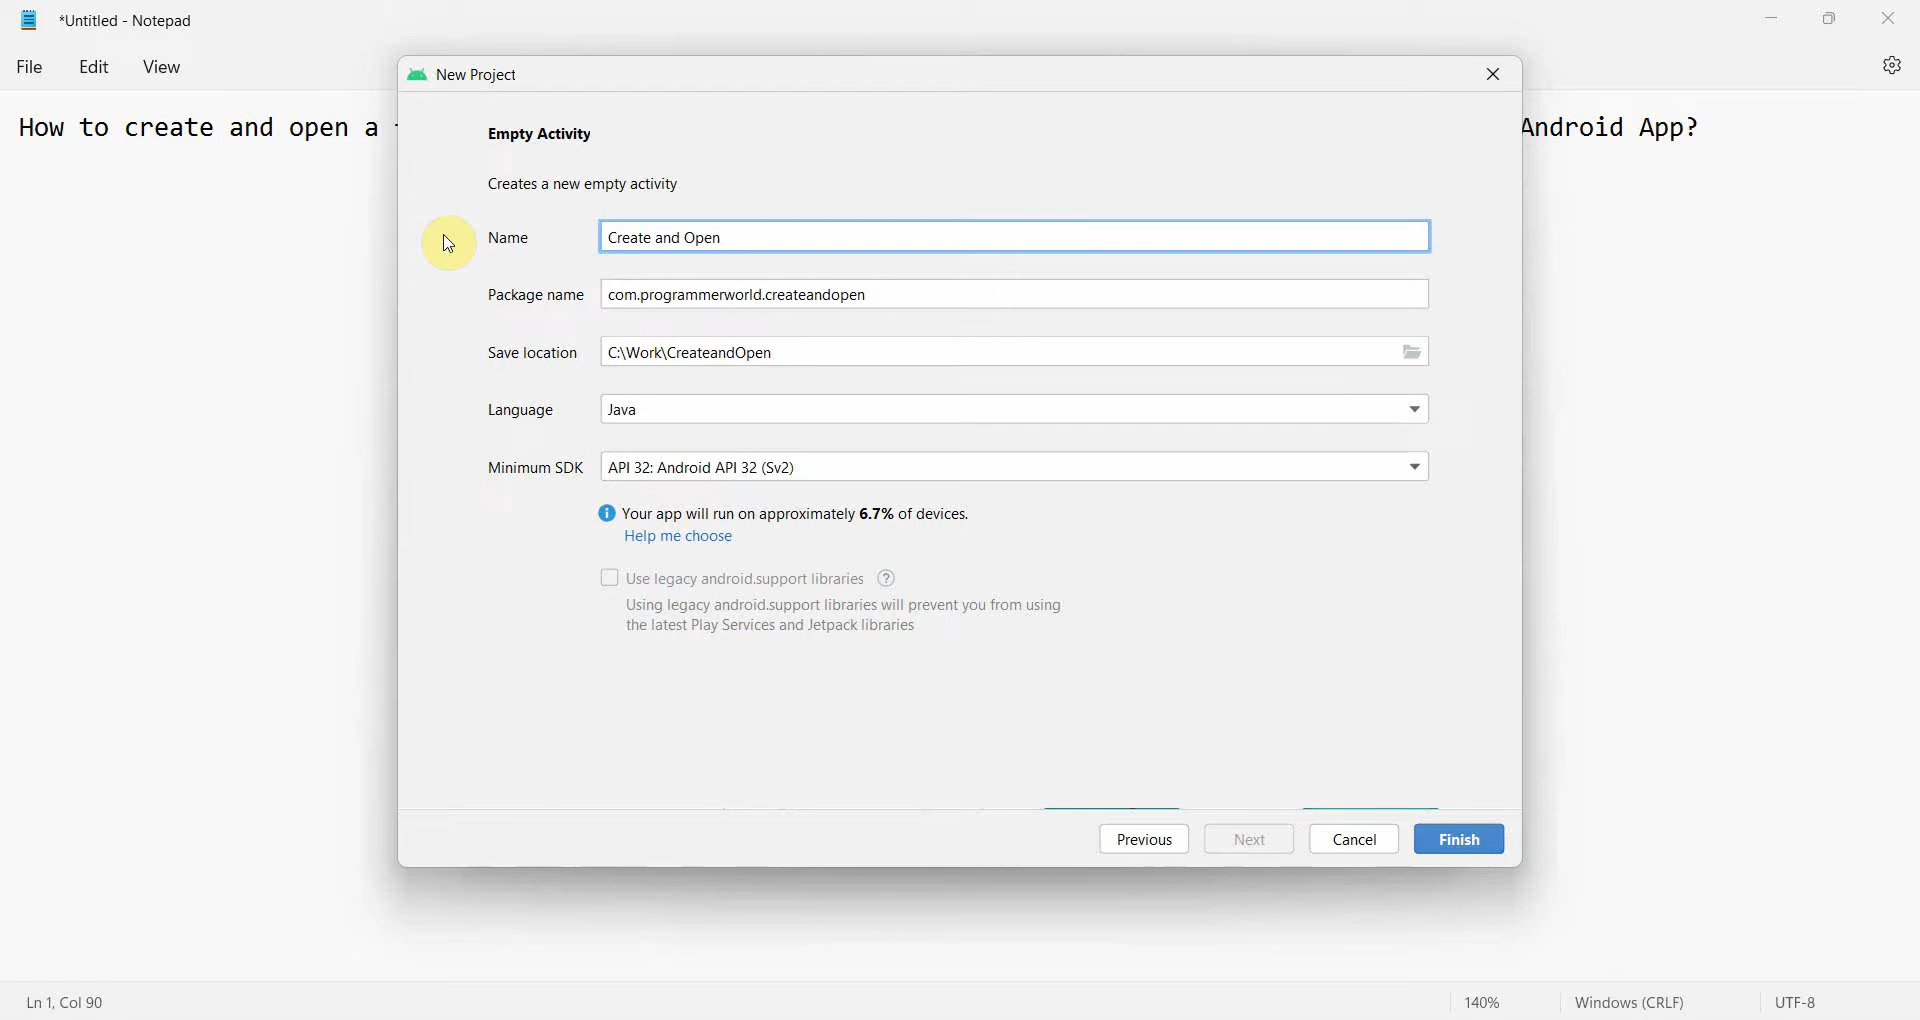 *Untitled - Notepad
File Edit View
How to create and open a
Android App?
New Project
Empty Activity
Creates a new empty activity
Name Create and Open
Package name com.programmerworld.createandopen
Save location C:\Work\CreateandOpen
Language Java
Minimum SDK API 32: Android API 32 (Sv2)
Your app will run on approximately 6.7% of devices.
Help me choose
Use legacy android.support libraries ?
Using legacy android.support libraries will prevent you from using
the latest Play Services and Jetpack libraries
Previous Next Cancel Finish
Ln 1, Col 90 140% Windows (CRLF) UTF-8